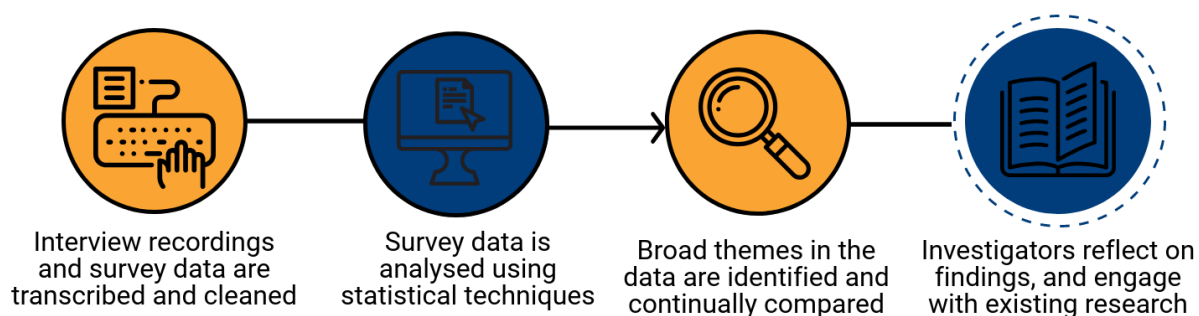 Interview recordings
and survey data are
transcribed and cleaned
Survey data is
analysed using
statistical techniques
Broad themes in the
data are identified and
continually compared
Investigators reflect on
findings, and engage
with existing research